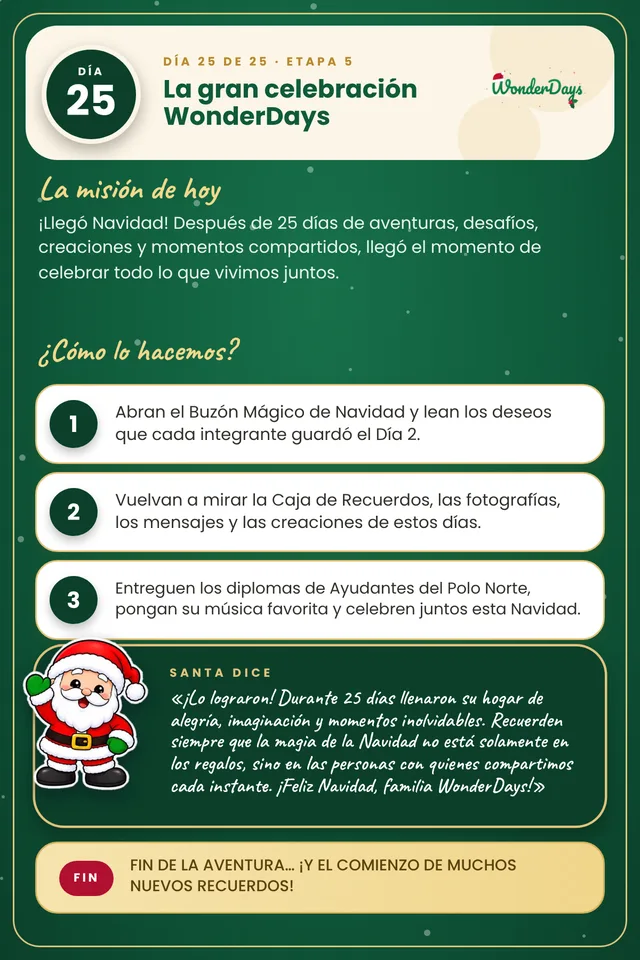 DÍA
25
DÍA 25 DE 25 · ETAPA 5
La gran celebración
WonderDays
WonderDays
La misión de hoy
¡Llegó Navidad! Después de 25 días de aventuras, desafíos,
creaciones y momentos compartidos, llegó el momento de
celebrar todo lo que vivimos juntos.
¿Cómo lo hacemos?
1
Abran el Buzón Mágico de Navidad y lean los deseos
que cada integrante guardó el Día 2.
2
Vuelvan a mirar la Caja de Recuerdos, las fotografías,
los mensajes y las creaciones de estos días.
3
Entreguen los diplomas de Ayudantes del Polo Norte,
pongan su música favorita y celebren juntos esta Navidad.
SANTA DICE
«¡Lo lograron! Durante 25 días llenaron su hogar de
alegría, imaginación y momentos inolvidables. Recuerden
siempre que la magia de la Navidad no está solamente en
los regalos, sino en las personas con quienes compartimos
cada instante. ¡Feliz Navidad, familia WonderDays!»
FIN
FIN DE LA AVENTURA... ¡Y EL COMIENZO DE MUCHOS
NUEVOS RECUERDOS!